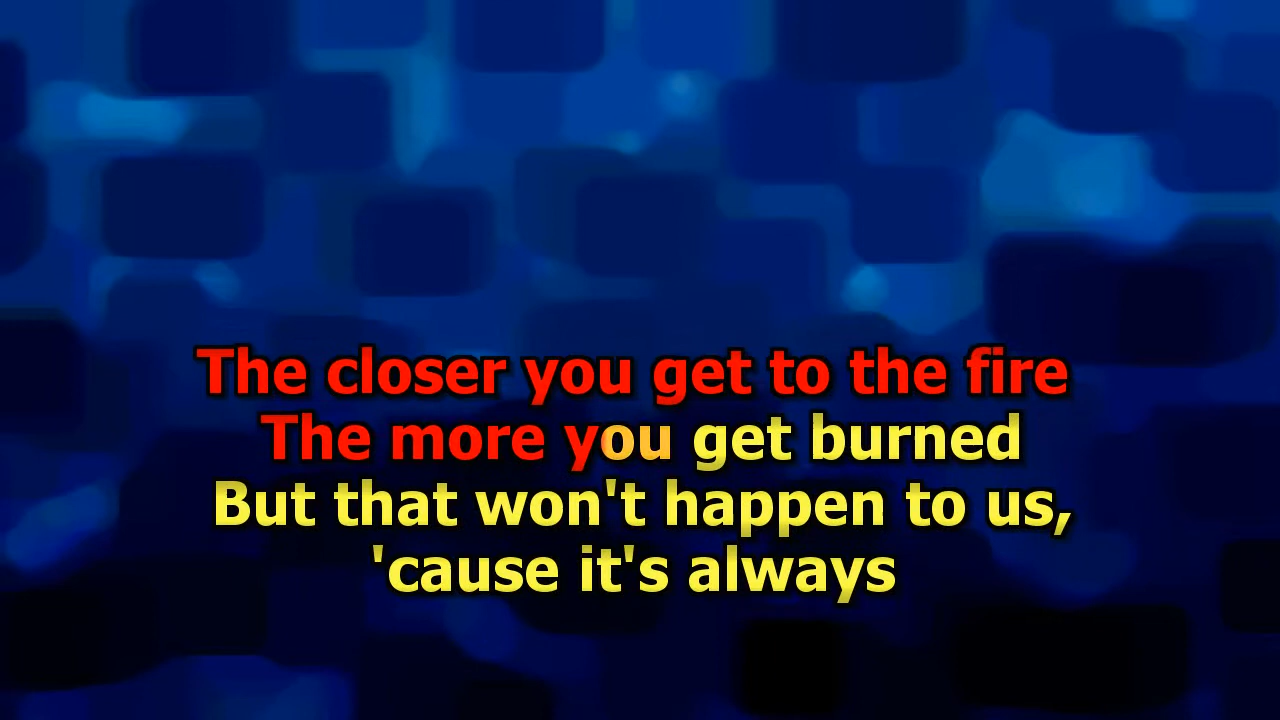 The closer you get to the fire
The more you get burned
But that won't happen to us,
'cause it's always